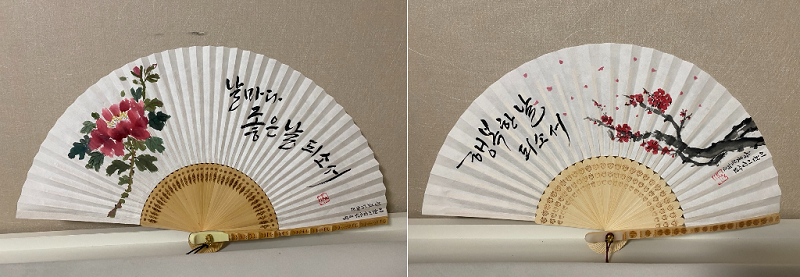 날마다
좋은날 되소서
행복한 날
되소서